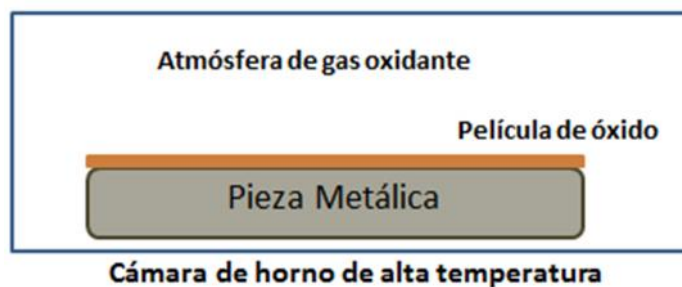 Atmósfera de gas oxidante
Película de óxido
Pieza Metálica
Cámara de horno de alta temperatura